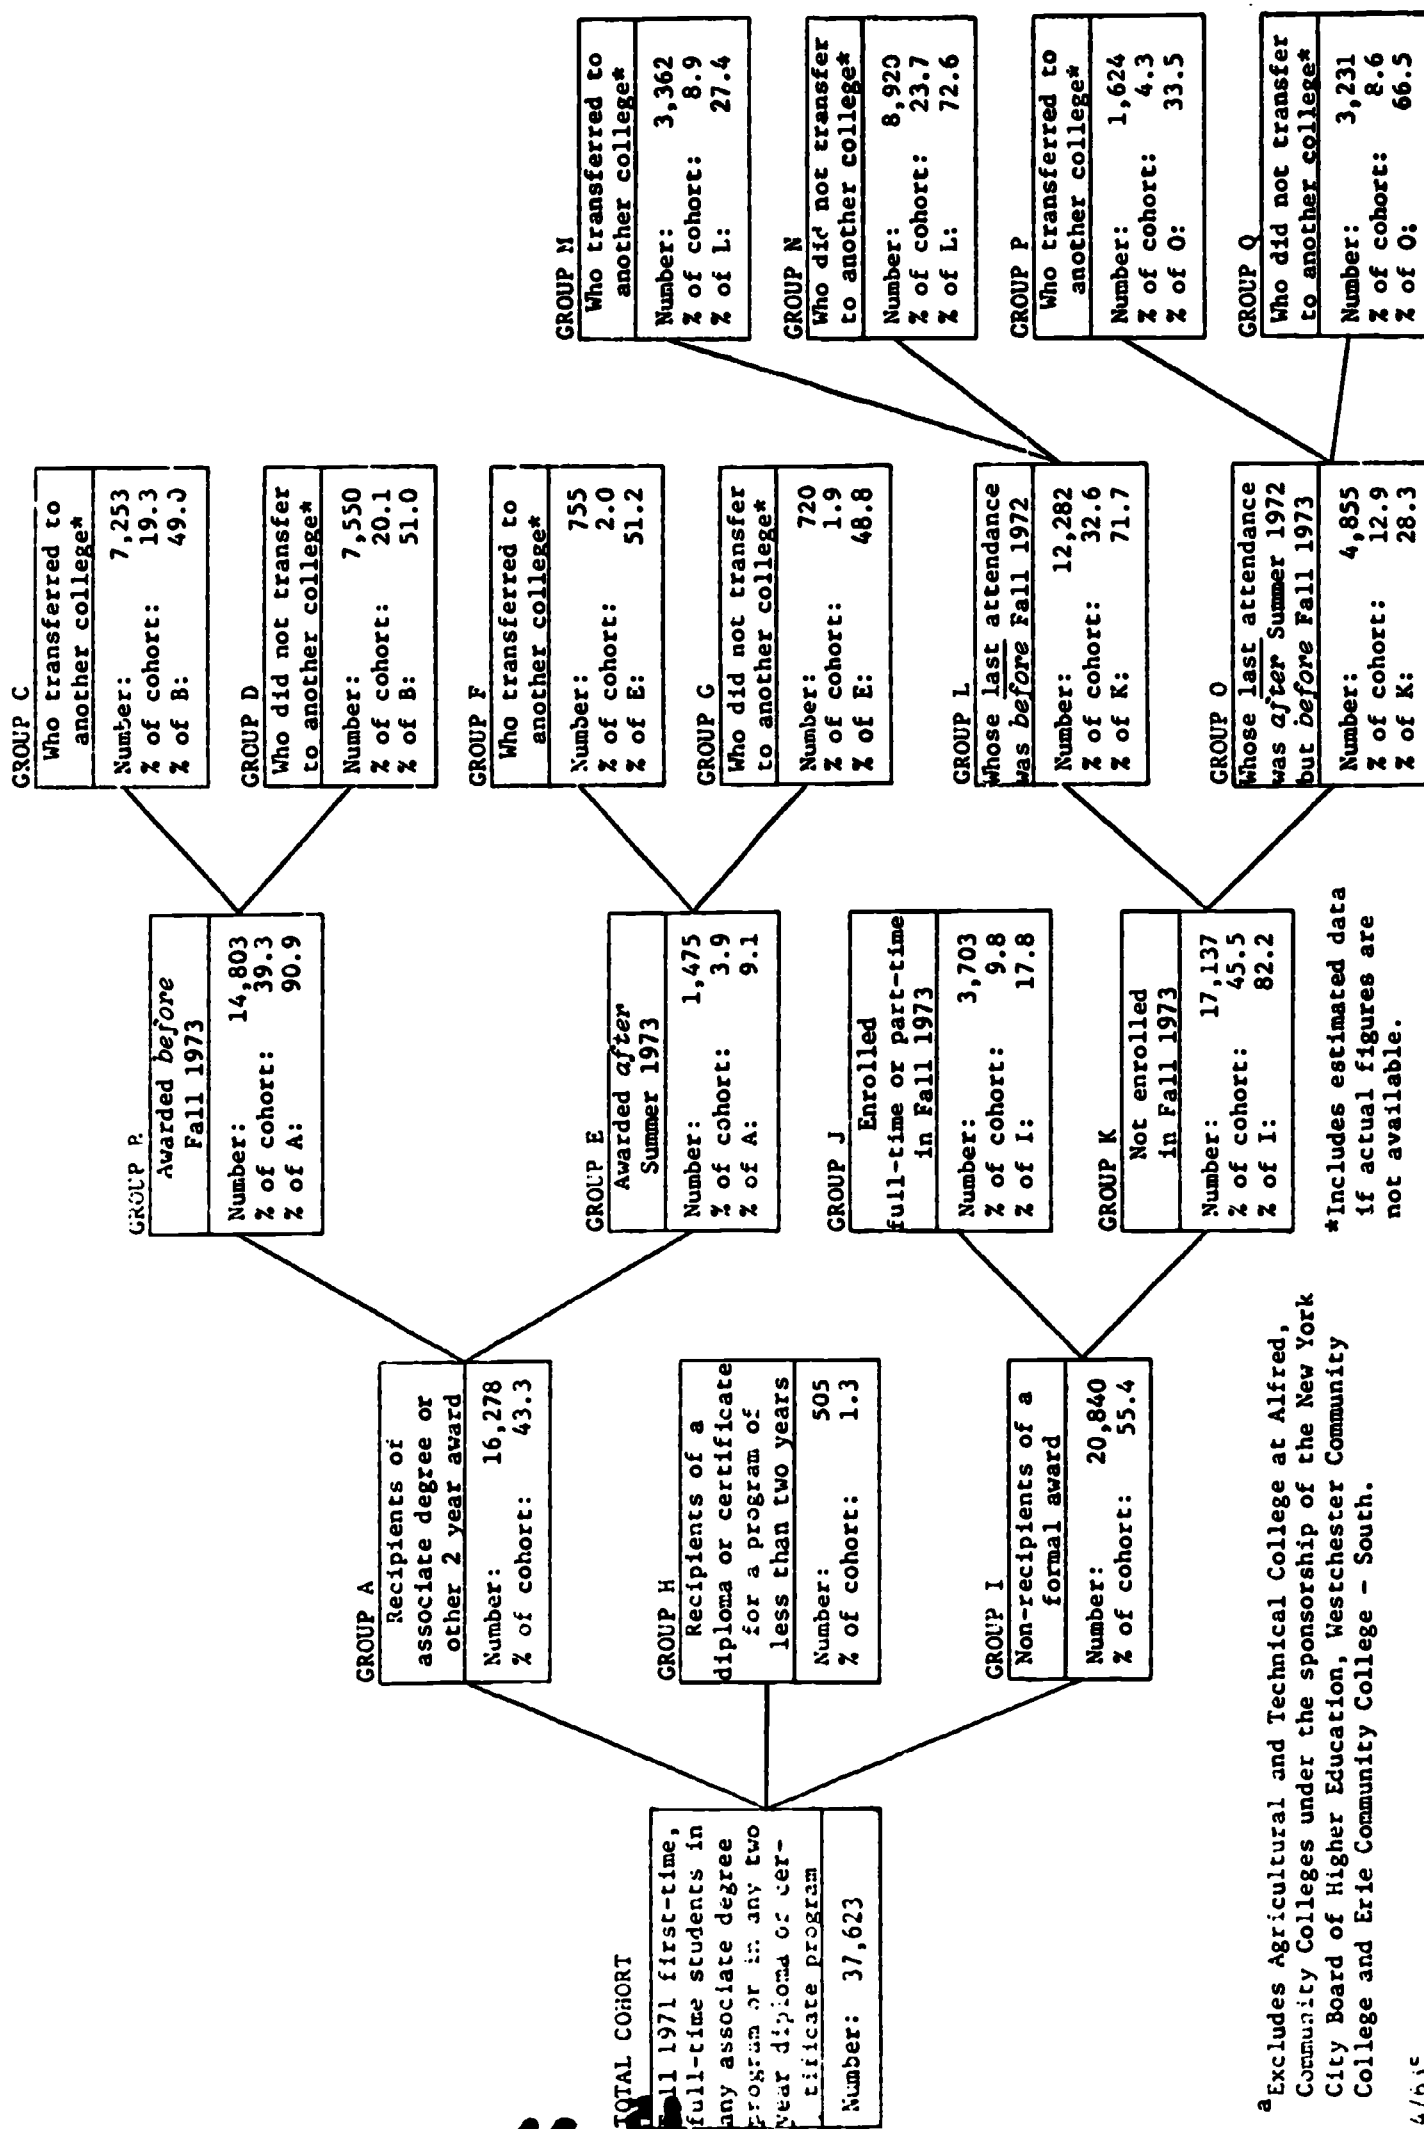 TOTAL COHORT
Fall 1971 first-time,
full-time students in
any associate degree
program or in any two
year diploma or cer-
tificate program
Number: 37,623
GROUP A
Recipients of
associate degree or
other 2 year award
Number: 16,278
% of cohort: 43.3
GROUP H
Recipients of a
diploma or certificate
for a program of
less than two years
Number: 505
% of cohort: 1.3
GROUP I
Non-recipients of a
formal award
Number: 20,840
% of cohort: 55.4
GROUP B
Awarded before
Fall 1973
Number: 14,803
% of cohort: 39.3
% of A: 90.9
GROUP E
Awarded after
Summer 1973
Number: 1,475
% of cohort: 3.9
% of A: 9.1
GROUP J
Enrolled
full-time or part-time
in Fall 1973
Number: 3,703
% of cohort: 9.8
% of I: 17.8
GROUP K
Not enrolled
in Fall 1973
Number: 17,137
% of cohort: 45.5
% of I: 82.2
GROUP C
Who transferred to
another college*
Number: 7,253
% of cohort: 19.3
% of B: 49.0
GROUP D
Who did not transfer
to another college*
Number: 7,550
% of cohort: 20.1
% of B: 51.0
GROUP F
Who transferred to
another college*
Number: 755
% of cohort: 2.0
% of E: 51.2
GROUP G
Who did not transfer
to another college*
Number: 720
% of cohort: 1.9
% of E: 48.8
GROUP L
Whose last attendance
was before Fall 1972
Number: 12,282
% of cohort: 32.6
% of K: 71.7
GROUP O
Whose last attendance
was after Summer 1972
but before Fall 1973
Number: 4,855
% of cohort: 12.9
% of K: 28.3
GROUP M
Who transferred to
another college*
Number: 3,362
% of cohort: 8.9
% of L: 27.4
GROUP N
Who did not transfer
to another college*
Number: 8,920
% of cohort: 23.7
% of L: 72.6
GROUP P
Who transferred to
another college*
Number: 1,624
% of cohort: 4.3
% of O: 33.5
GROUP Q
Who did not transfer
to another college*
Number: 3,231
% of cohort: 8.6
% of O: 66.5
*Includes estimated data
if actual figures are
not available.
aExcludes Agricultural and Technical College at Alfred,
Community Colleges under the sponsorship of the New York
City Board of Higher Education, Westchester Community
College and Erie Community College - South.